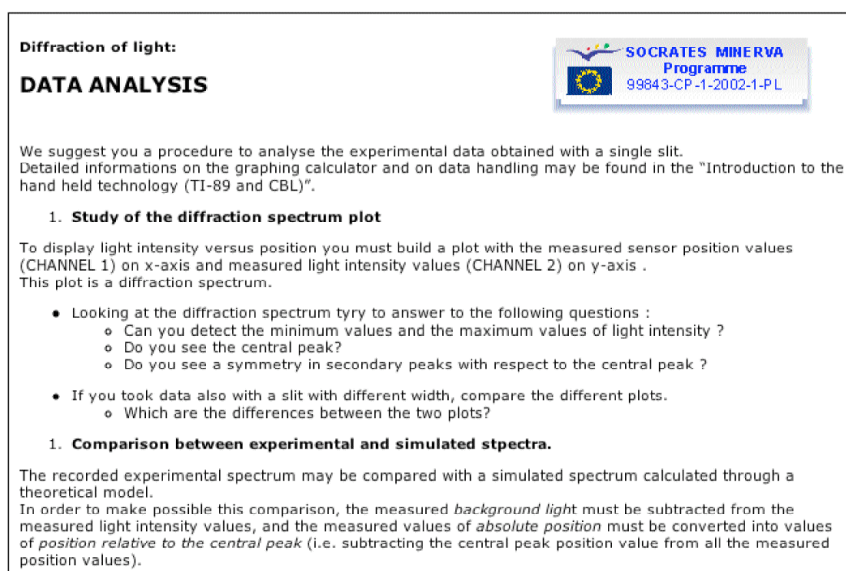 Diffraction of light:
SOCRATES MINERVA
Programme
99843-CP-1-2002-1-PL
DATA ANALYSIS
We suggest you a procedure to analyse the experimental data obtained with a single slit.
Detailed informations on the graphing calculator and on data handling may be found in the “Introduction to the
hand held technology (TI-89 and CBL)”.
1. Study of the diffraction spectrum plot
To display light intensity versus position you must build a plot with the measured sensor position values
(CHANNEL 1) on x-axis and measured light intensity values (CHANNEL 2) on y-axis .
This plot is a diffraction spectrum.
• Looking at the diffraction spectrum tyry to answer to the following questions :
o Can you detect the minimum values and the maximum values of light intensity ?
o Do you see the central peak?
o Do you see a symmetry in secondary peaks with respect to the central peak ?
• If you took data also with a slit with different width, compare the different plots.
o Which are the differences between the two plots?
1. Comparison between experimental and simulated stpectra.
The recorded experimental spectrum may be compared with a simulated spectrum calculated through a
theoretical model.
In order to make possible this comparison, the measured background light must be subtracted from the
measured light intensity values, and the measured values of absolute position must be converted into values
of position relative to the central peak (i.e. subtracting the central peak position value from all the measured
position values).